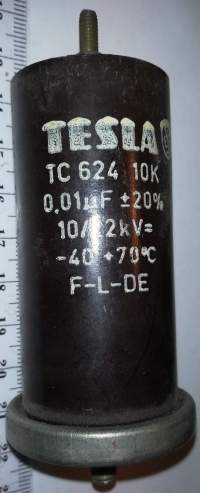 TESLA
TC 624 10K
0,01µF ±20%
10/12kV=
-40 +70°C
F-L-DE